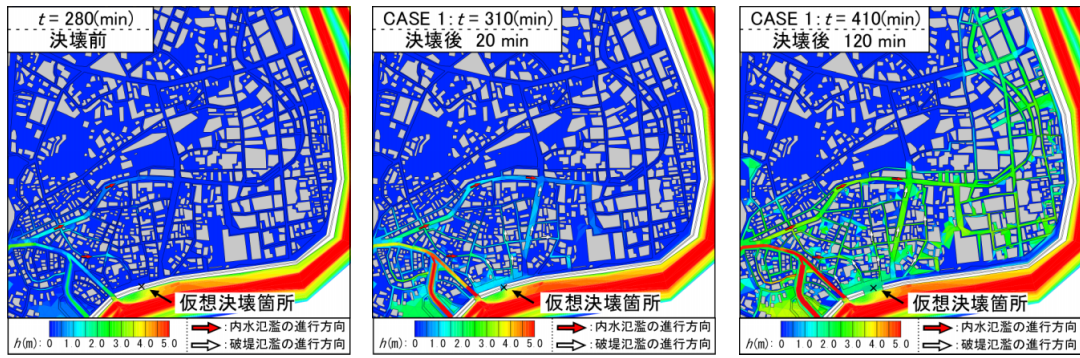 t = 280(min)
決壊前
仮想決壊箇所
h(m): 0 10 20 30 40 50
:内水氾濫の進行方向
:破堤氾濫の進行方向
CASE 1: t = 310(min)
決壊後 20 min
仮想決壊箇所
h(m): 0 10 20 30 40 50
:内水氾濫の進行方向
:破堤氾濫の進行方向
CASE 1: t = 410(min)
決壊後 120 min
仮想決壊箇所
h(m): 0 10 20 30 40 50
:内水氾濫の進行方向
:破堤氾濫の進行方向